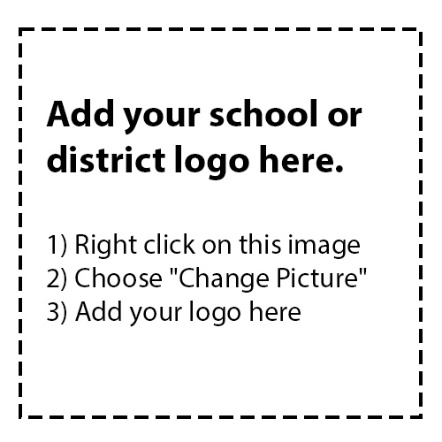 Add your school or
district logo here.
1) Right click on this image
2) Choose "Change Picture"
3) Add your logo here